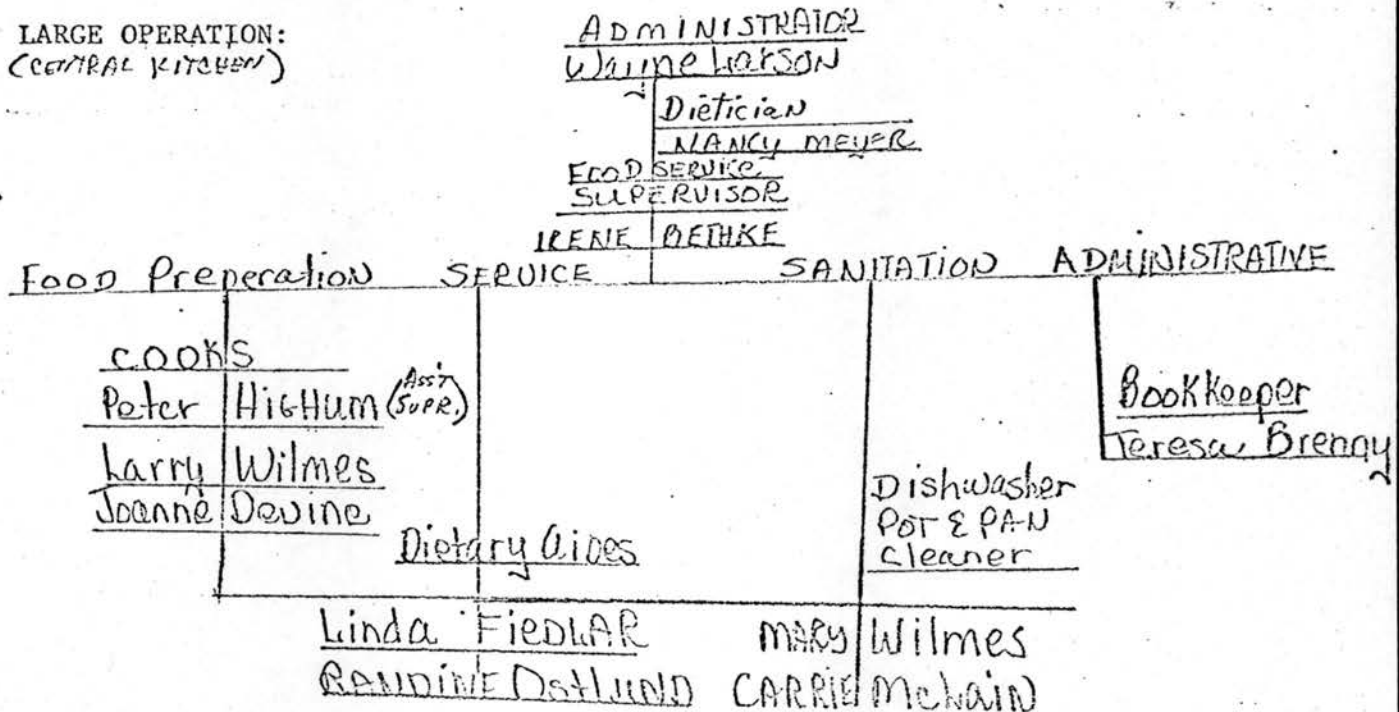 LARGE OPERATION:
(CENTRAL KITCHEN)
ADMINISTRATOR
Wayne Larson
Dietician
NANCY MEYER
FOOD SERVICE
SUPERVISOR
IRENE BETHKE
FOOD Preperation SERVICE SANITATION ADMINISTRATIVE
COOKS
Peter HIGHum (Ass't SUPR.)
Larry Wilmes
Joanne Devine
Bookkeeper
Teresa Brenny
Dishwasher
POT & PAN
Cleaner
Dietary Aides
Linda FIEDLAR MARY Wilmes
RANDINE OstLUND CARRIE McLain